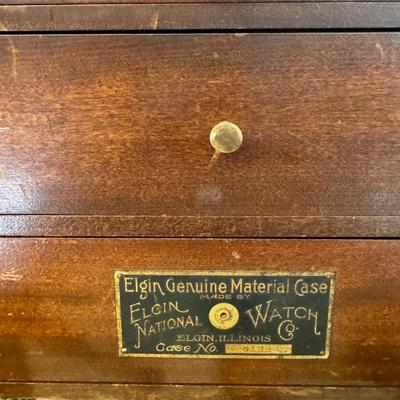 Elgin Genuine Material Case
MADE BY
ELGIN
NATIONAL
WATCH
Co.
ELGIN, ILLINOIS
Case No.